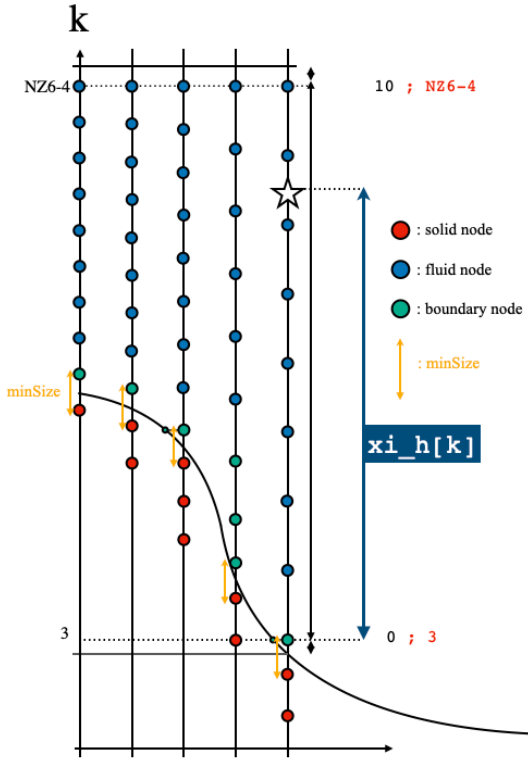 k
NZ6-4
10 ; NZ6-4
: solid node
: fluid node
: boundary node
: minSize
minSize
xi_h[k]
3
0 ; 3